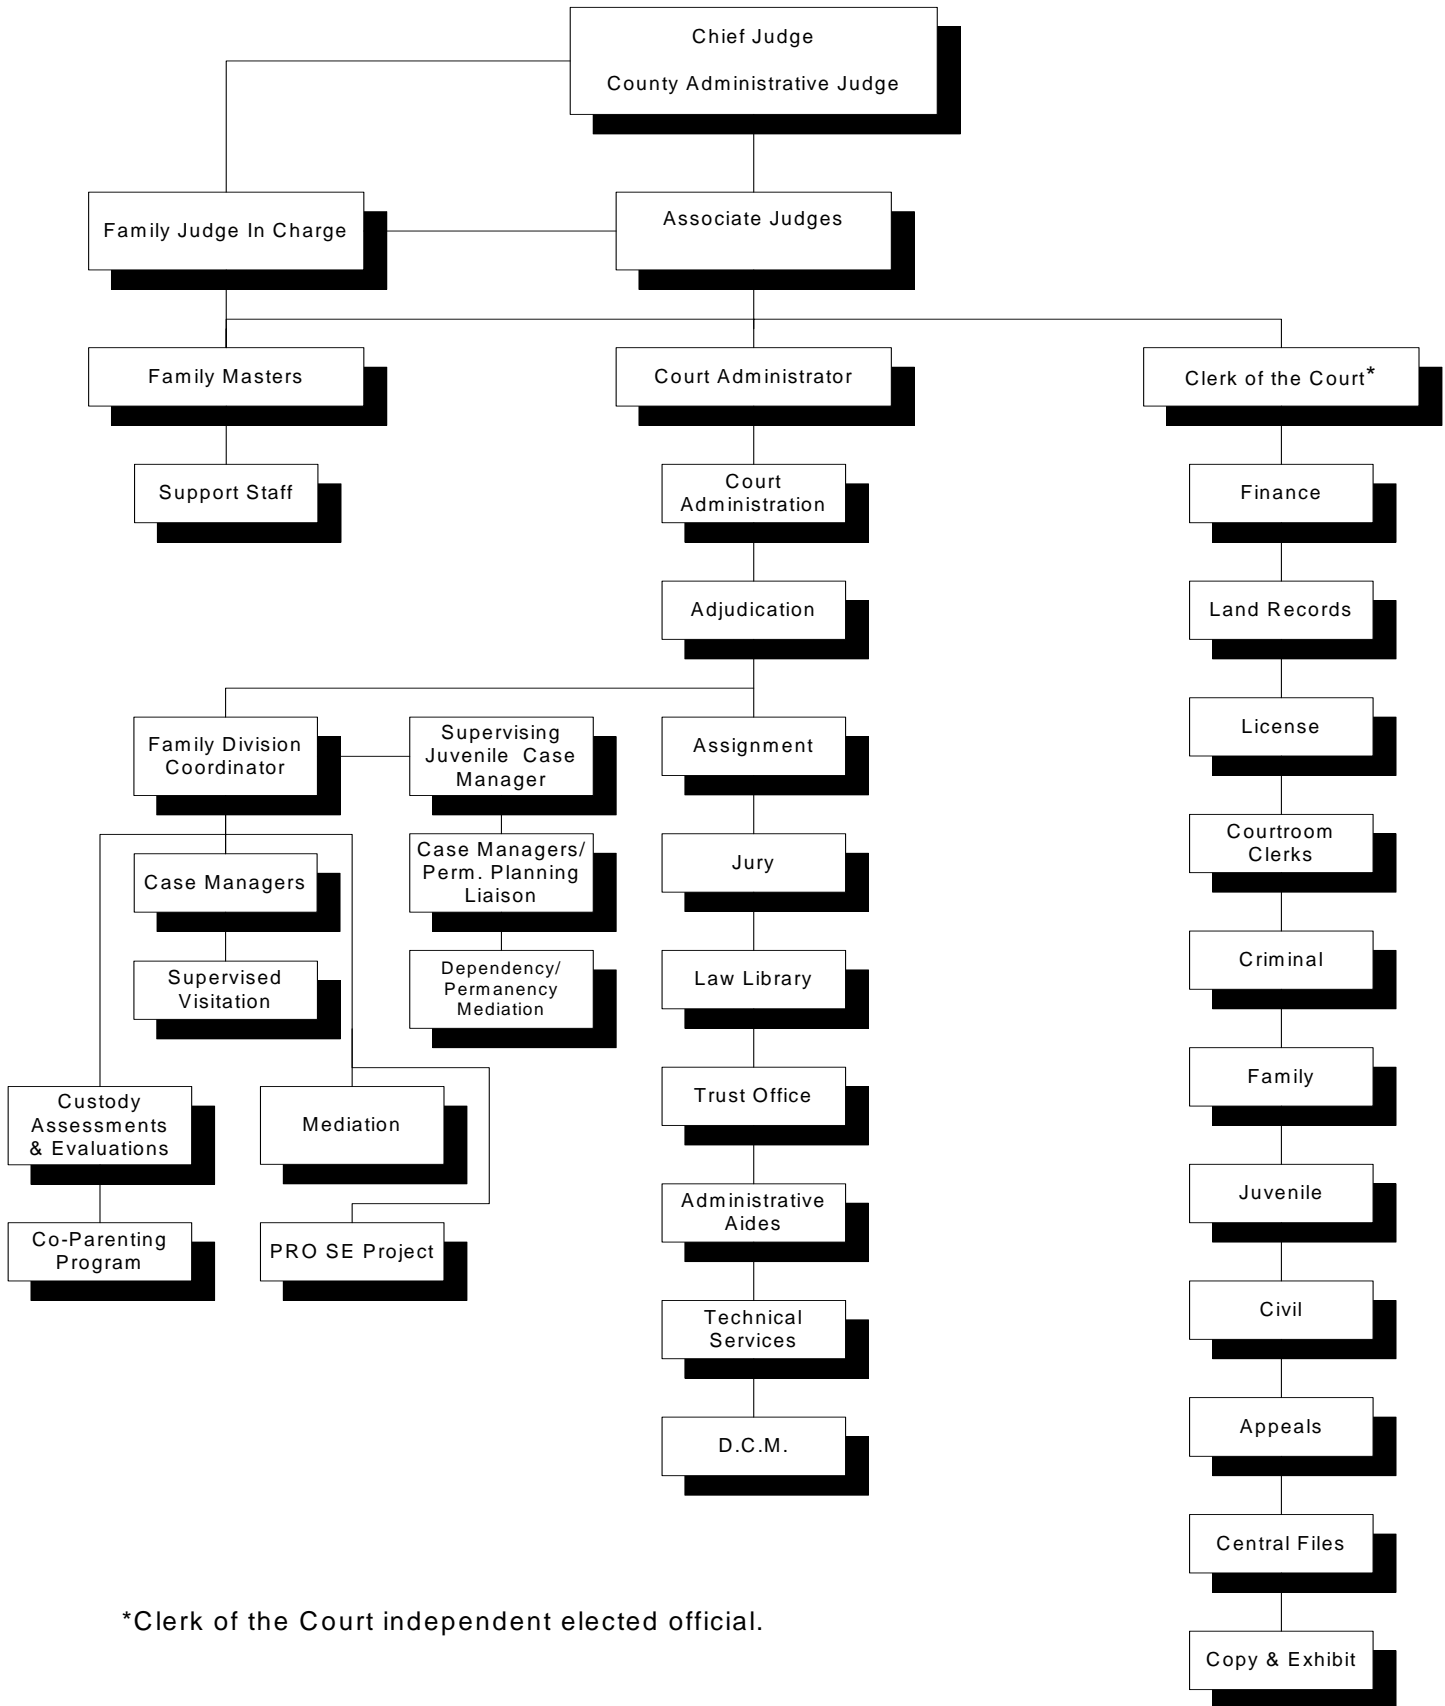 Chief Judge
County Administrative Judge
Family Judge In Charge
Associate Judges
Family Masters
Court Administrator
Clerk of the Court*
Support Staff
Court
Administration
Finance
Adjudication
Land Records
Family Division
Coordinator
Supervising
Juvenile Case
Manager
Assignment
License
Case Managers
Case Managers/
Perm. Planning
Liaison
Jury
Courtroom
Clerks
Supervised
Visitation
Dependency/
Permanency
Mediation
Law Library
Criminal
Custody
Assessments
& Evaluations
Mediation
Trust Office
Family
Co-Parenting
Program
PRO SE Project
Administrative
Aides
Juvenile
Technical
Services
Civil
D.C.M.
Appeals
Central Files
*Clerk of the Court independent elected official.
Copy & Exhibit